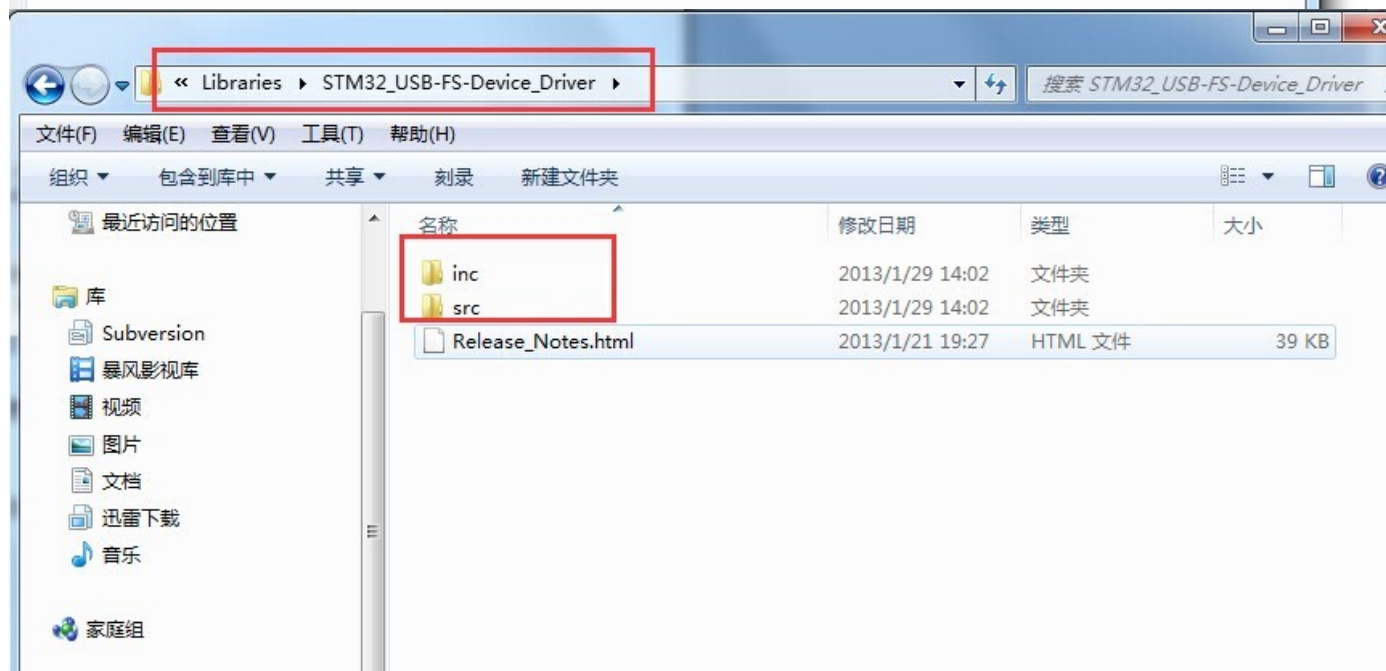 « Libraries ▸ STM32_USB-FS-Device_Driver ▸ 搜索 STM32_USB-FS-Device_Driver
文件(F) 编辑(E) 查看(V) 工具(T) 帮助(H)
组织 包含到库中 共享 刻录 新建文件夹
最近访问的位置
库
Subversion
暴风影视库
视频
图片
文档
迅雷下载
音乐
家庭组
名称 修改日期 类型 大小
inc 2013/1/29 14:02 文件夹
src 2013/1/29 14:02 文件夹
Release_Notes.html 2013/1/21 19:27 HTML 文件 39 KB